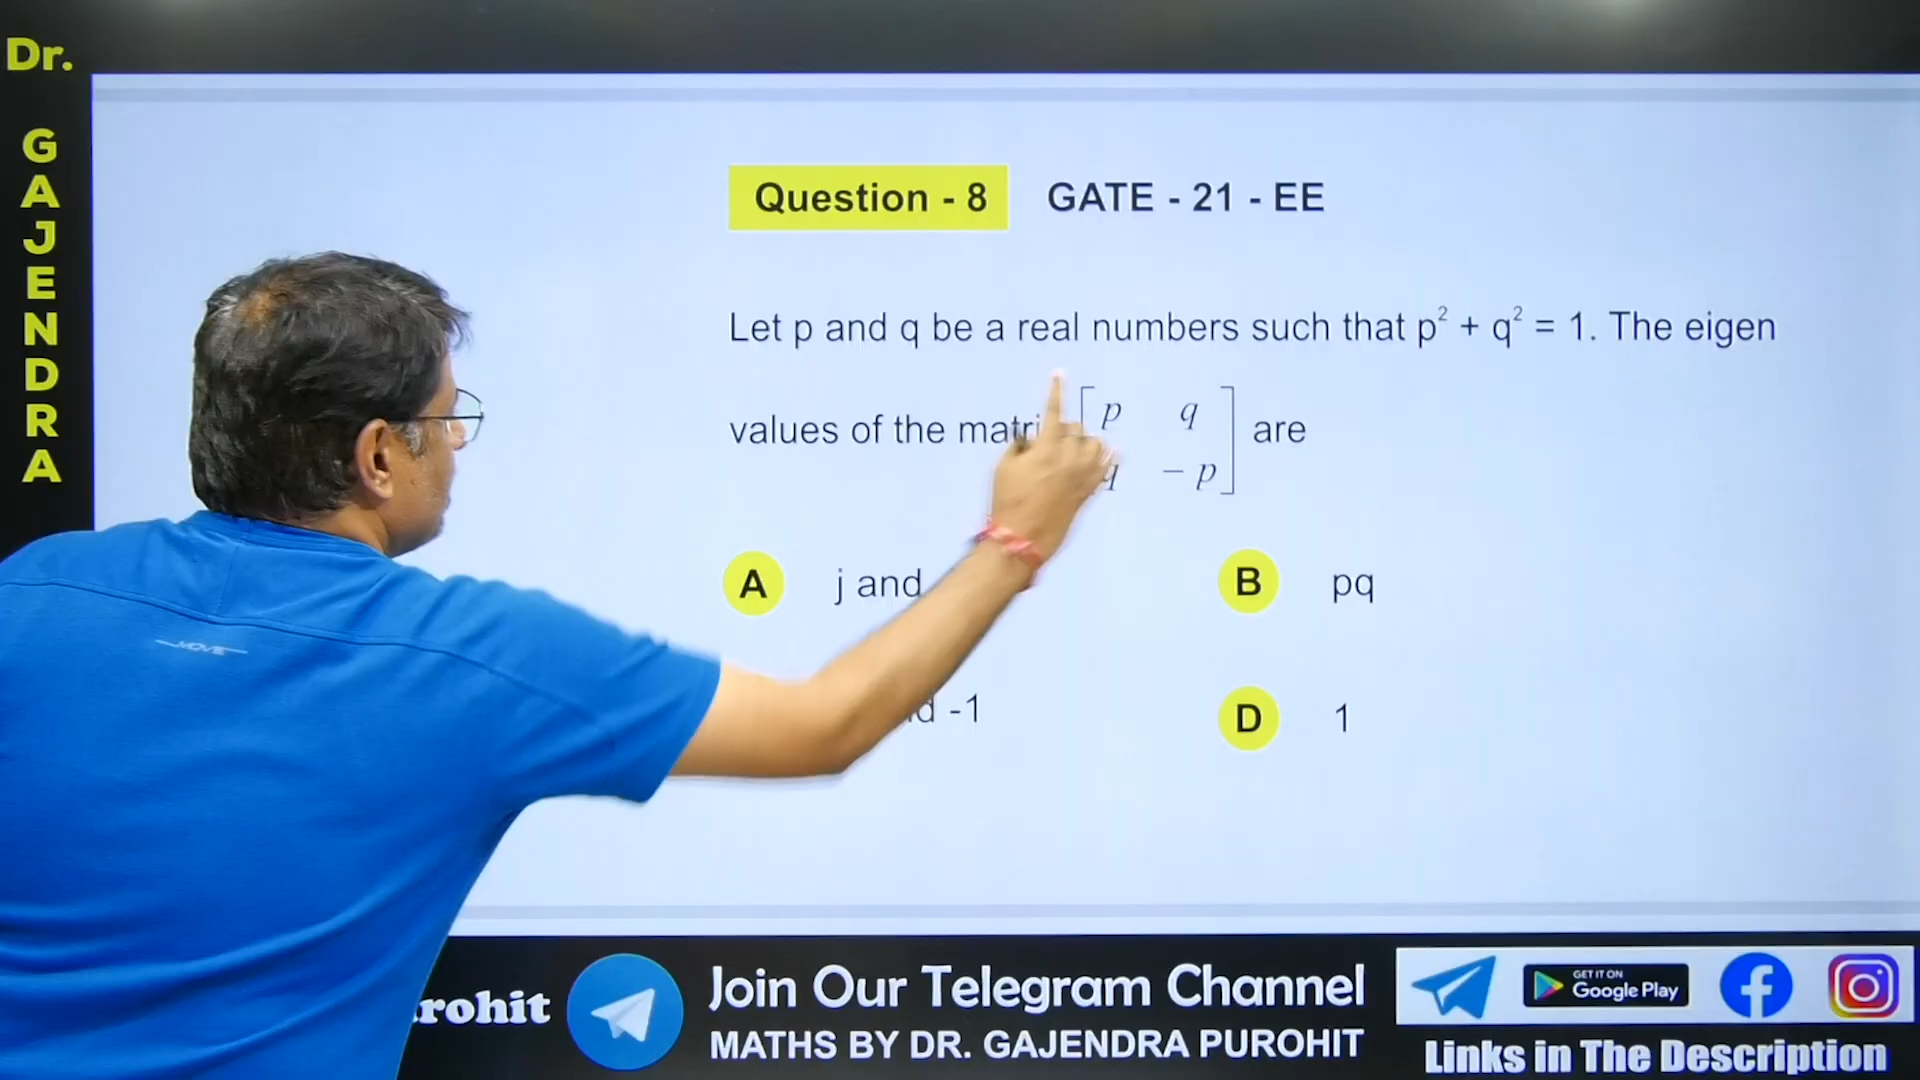 Dr.
GAJENDRA
Question - 8 GATE - 21 - EE
Let p and q be a real numbers such that p² + q² = 1. The eigen
values of the p q are
q - p
A j and B pq
-1 D 1
MOVE
Join Our Telegram Channel
MATHS BY DR. GAJENDRA PUROHIT
GET IT ON
Google Play
Links in The Description